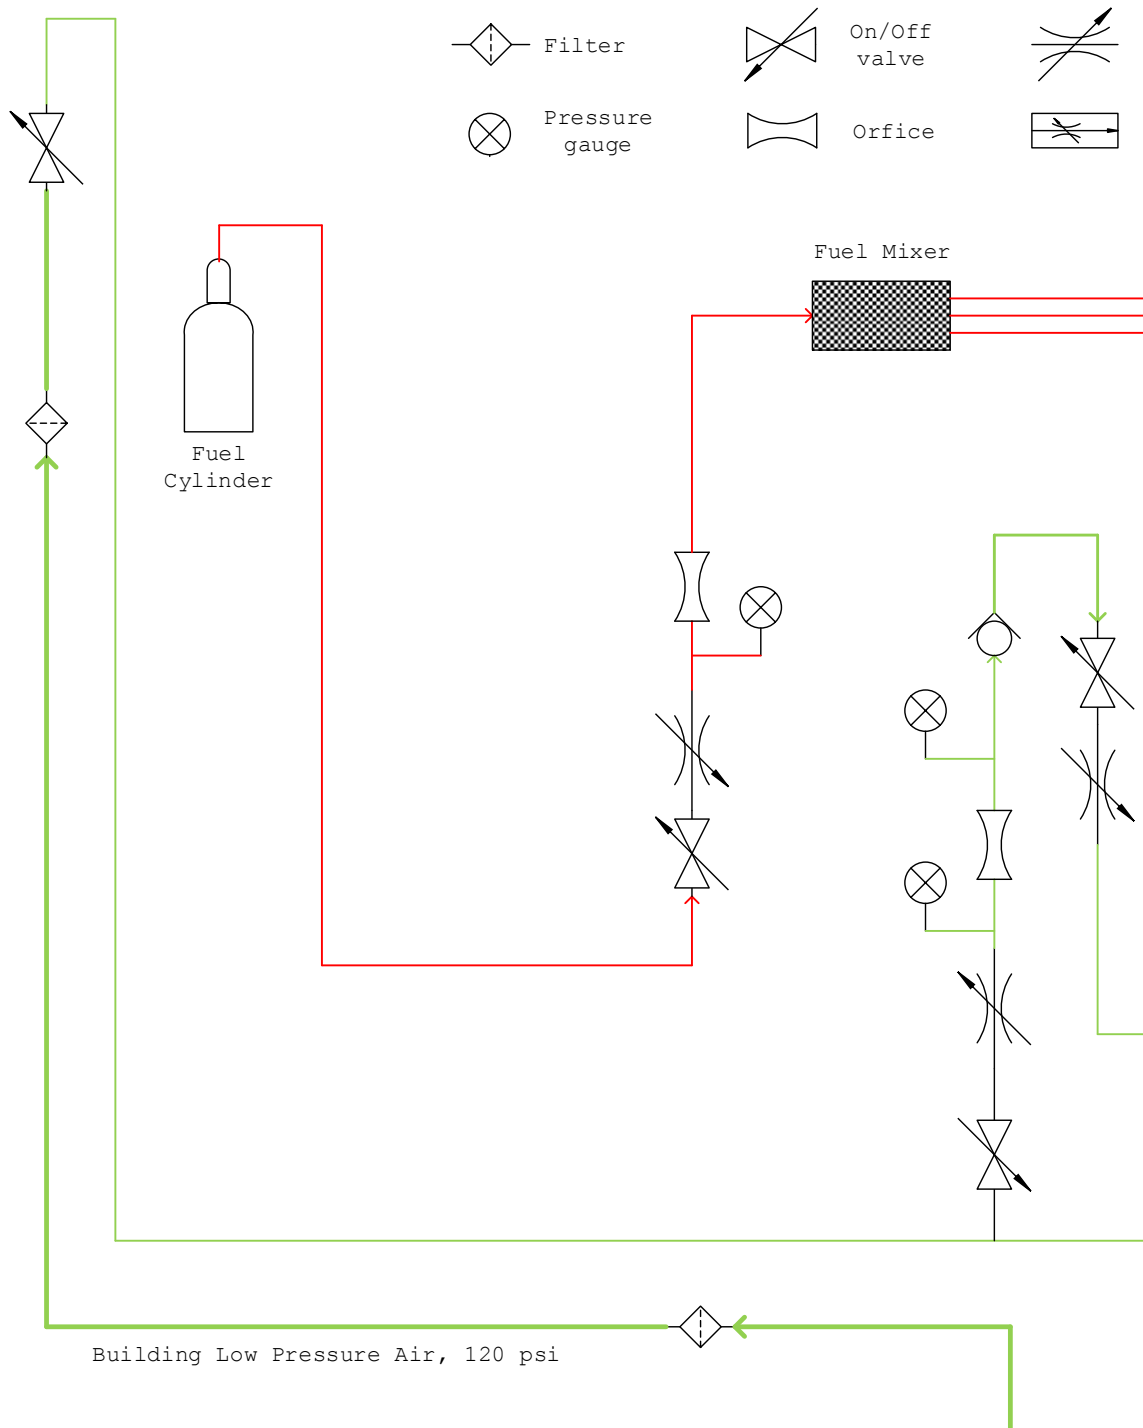 Filter
On/Off
valve
Pressure
gauge
Orfice
Fuel Mixer
Fuel
Cylinder
Building Low Pressure Air, 120 psi